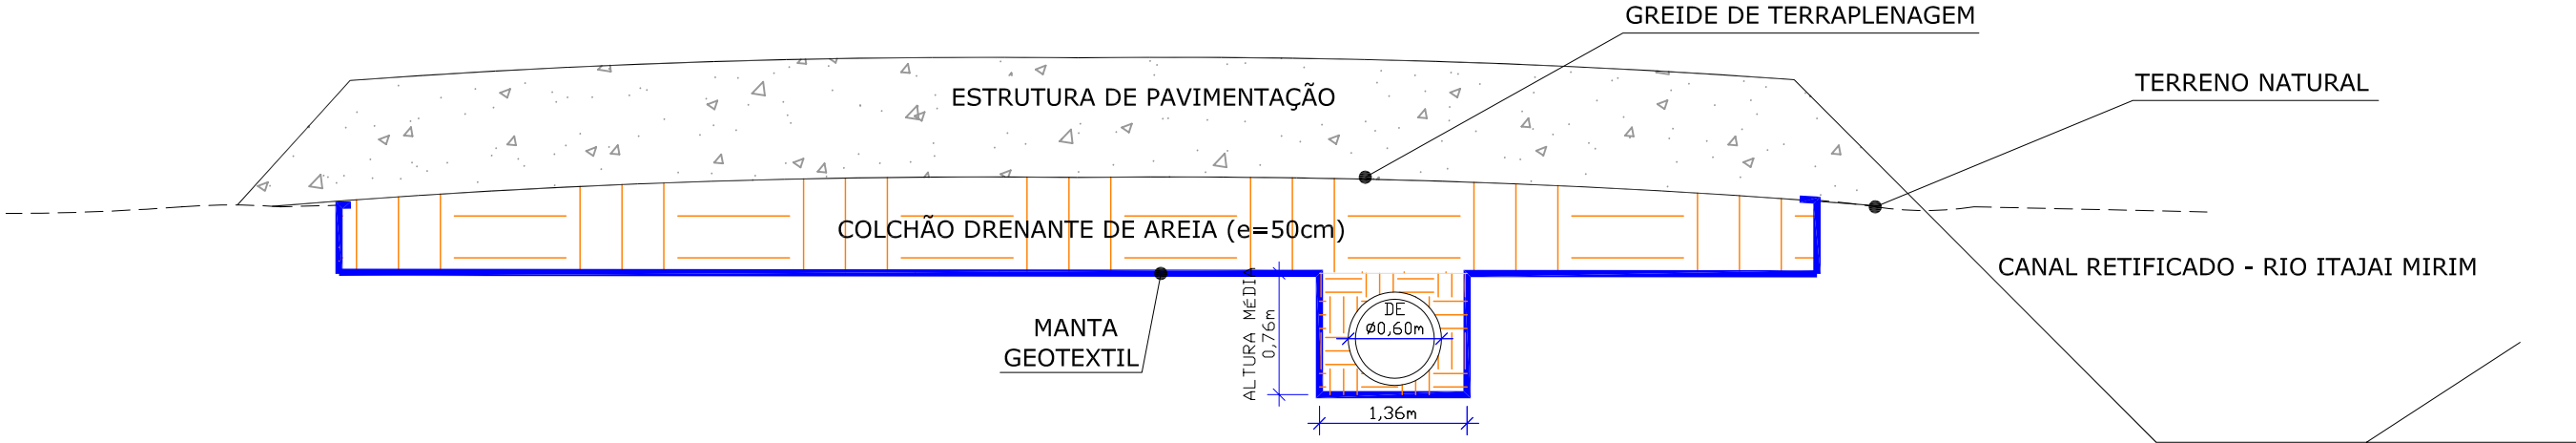 GREIDE DE TERRAPLENAGEM
TERRENO NATURAL
ESTRUTURA DE PAVIMENTAÇÃO
COLCHÃO DRENANTE DE AREIA (e=50cm)
CANAL RETIFICADO - RIO ITAJAI MIRIM
MANTA
GEOTEXTIL
ALTURA MÉDIA
0,76m
DE
Ø0,60m
1,36m